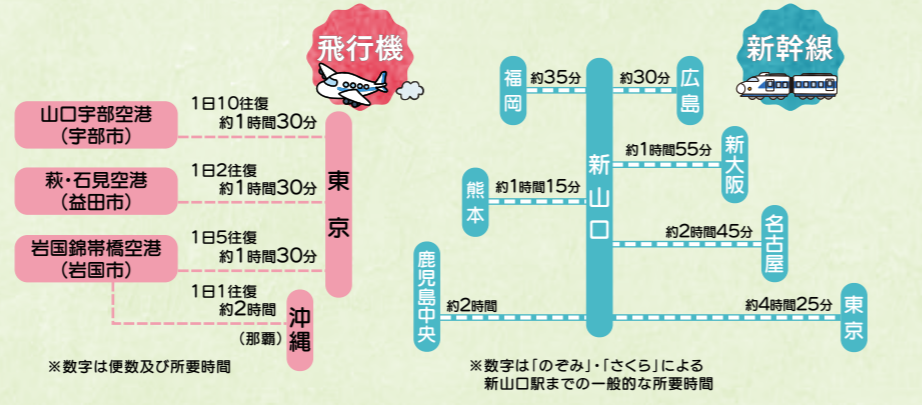 飛行機
山口宇部空港
(宇部市)
1日10往復
約1時間30分
萩・石見空港
(益田市)
1日2往復
約1時間30分
岩国錦帯橋空港
(岩国市)
1日5往復
約1時間30分
東京
1日1往復
約2時間
(那覇)
沖縄
※数字は便数及び所要時間
新幹線
福岡
約35分
新山口
約30分
広島
約1時間55分
新大阪
熊本
約1時間15分
約2時間45分
名古屋
鹿児島中央
約2時間
約4時間25分
東京
※数字は「のぞみ」・「さくら」による
新山口駅までの一般的な所要時間